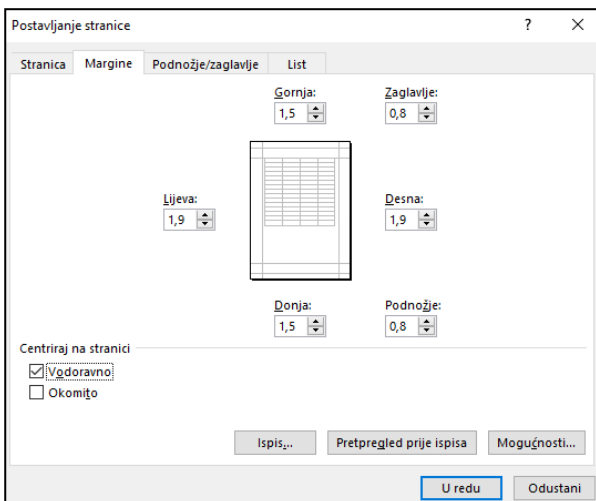 Postavljanje stranice ? ×
Stranica Margine Podnožje/zaglavlje List
Gornja: Zaglavlje:
1,5 0,8
Lijeva: Desna:
1,9 1,9
Donja: Podnožje:
1,5 0,8
Centriraj na stranici
Vodoravno
Okomito
Ispis... Pretpregled prije ispisa Mogućnosti...
U redu Odustani